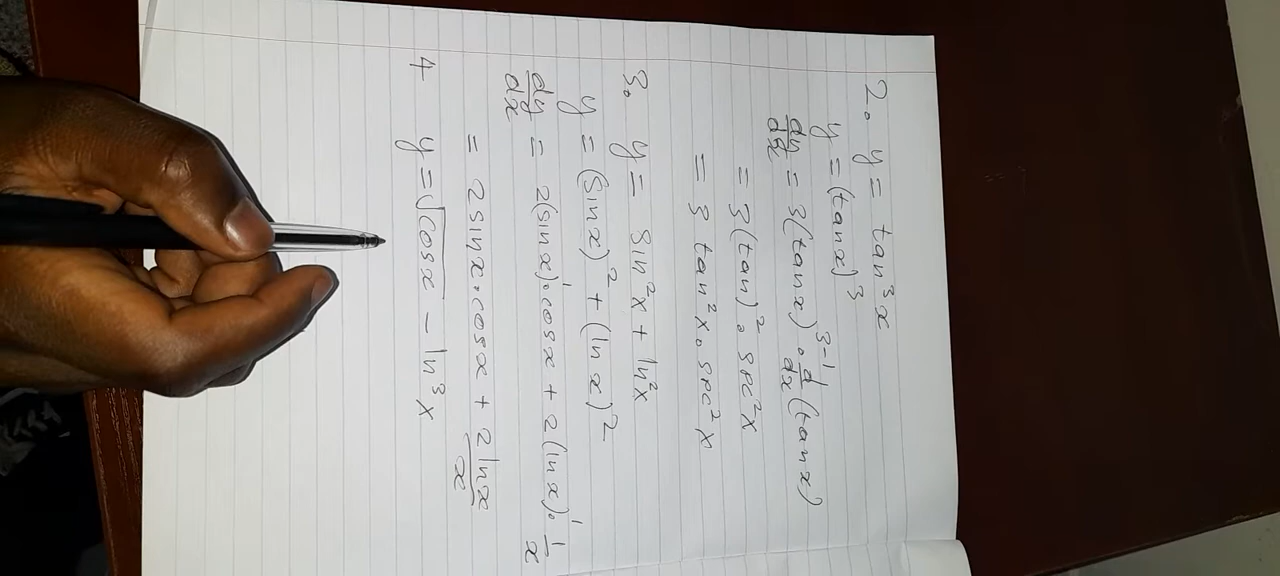 2. y = tan³x
y = (tanx)³
dy/dx = 3(tanx)³⁻¹ · d/dx (tanx)
= 3(tan)² · sec²x
= 3 tan²x · sec²x
3. y = sin²x + ln²x
y = (sinx)² + (ln x)²
dy/dx = 2(sinx)¹·cosx + 2(lnx)¹· 1/x
= 2sinx·cosx + 2lnx/x
4 y = √cosx − ln³x